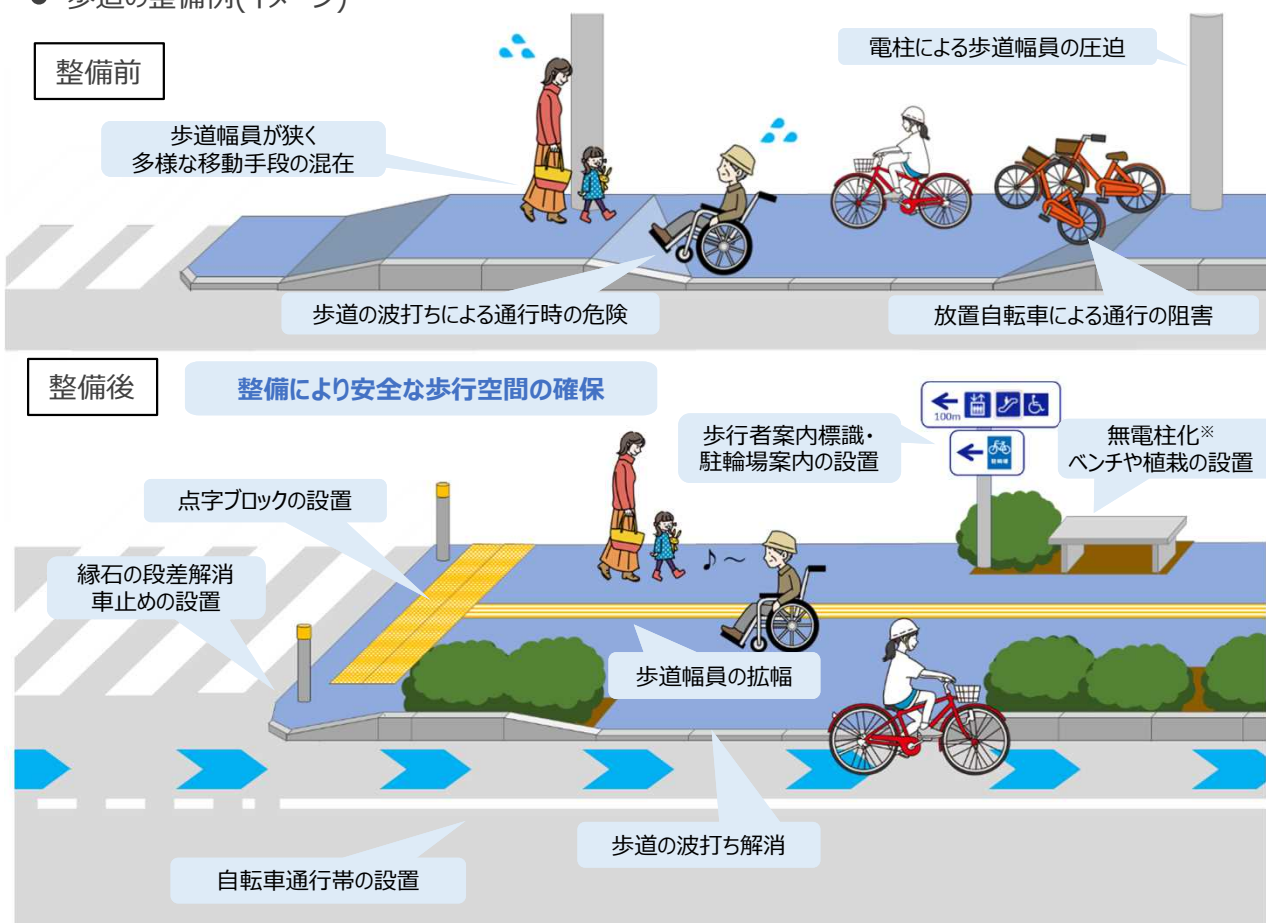 ● 歩道の整備例(イメージ)
整備前
電柱による歩道幅員の圧迫
歩道幅員が狭く
多様な移動手段の混在
歩道の波打ちによる通行時の危険
放置自転車による通行の阻害
整備後
整備により安全な歩行空間の確保
100m
歩行者案内標識・
駐輪場案内の設置
無電柱化※
ベンチや植栽の設置
点字ブロックの設置
縁石の段差解消
車止めの設置
歩道幅員の拡幅
歩道の波打ち解消
自転車通行帯の設置